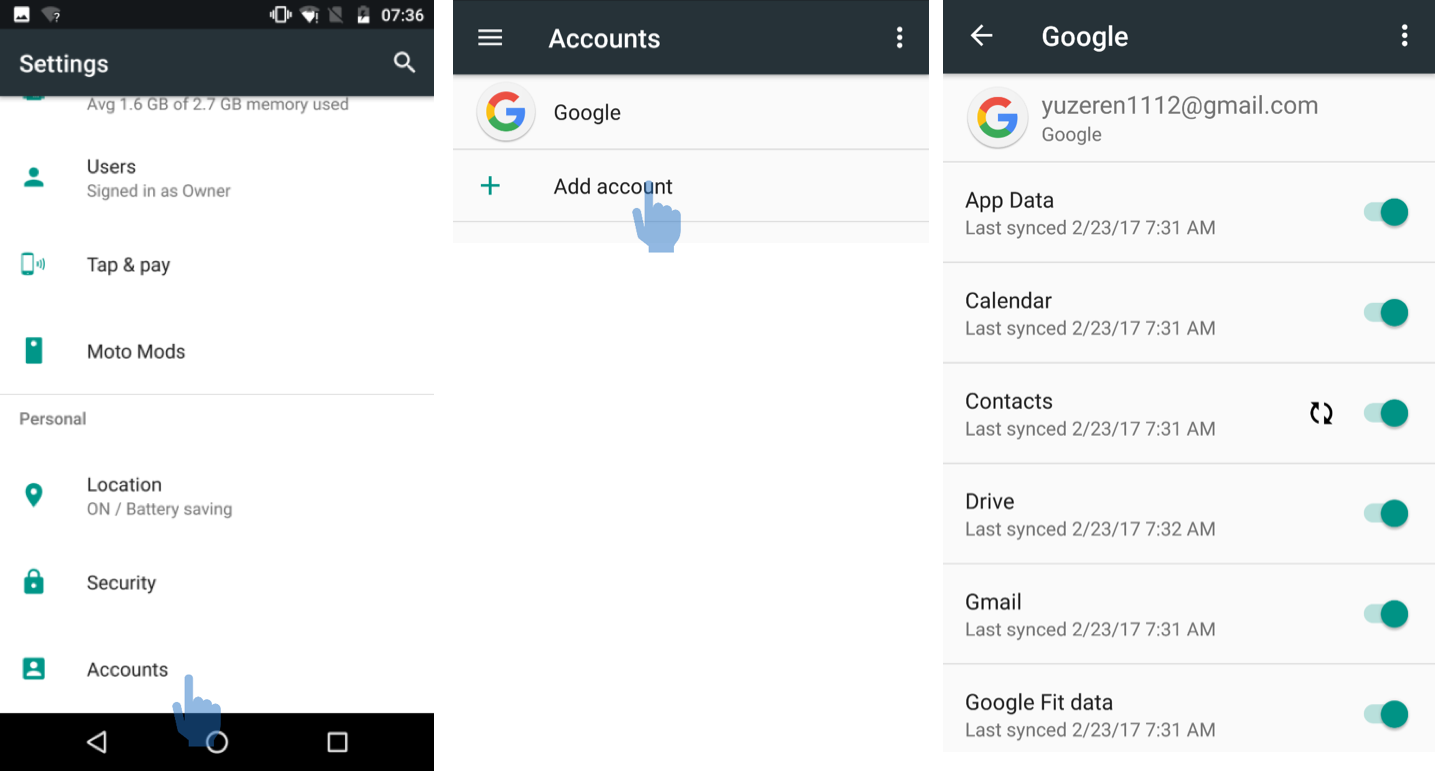 07:36
Settings
Avg 1.6 GB of 2.7 GB memory used
Users
Signed in as Owner
Tap & pay
Moto Mods
Personal
Location
ON / Battery saving
Security
Accounts
Accounts
Google
Add account
Google
yuzeren1112@gmail.com
Google
App Data
Last synced 2/23/17 7:31 AM
Calendar
Last synced 2/23/17 7:31 AM
Contacts
Last synced 2/23/17 7:31 AM
Drive
Last synced 2/23/17 7:32 AM
Gmail
Last synced 2/23/17 7:31 AM
Google Fit data
Last synced 2/23/17 7:31 AM